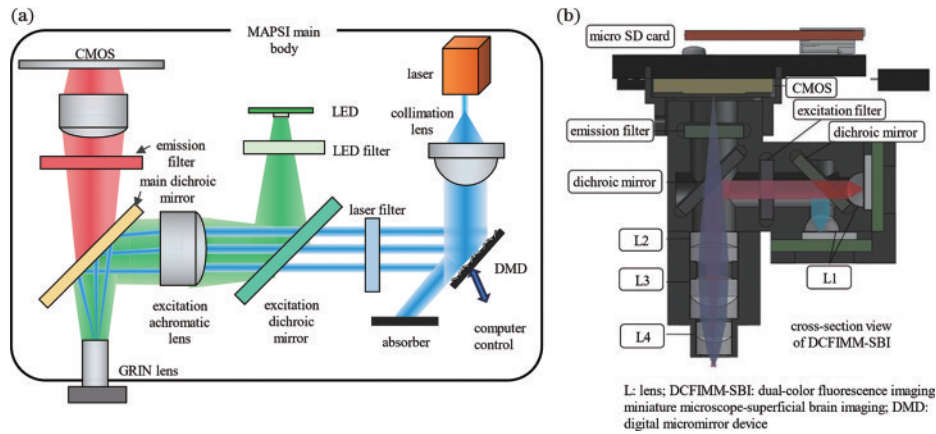 (a)
MAPSI main
body
CMOS
laser
LED
collimation
lens
emission
filter
main dichroic
mirror
LED filter
laser filter
DMD
excitation
achromatic
lens
excitation
dichroic
mirror
absorber
computer
control
GRIN lens
(b)
micro SD card
CMOS
excitation filter
emission filter
dichroic mirror
dichroic mirror
L2
L3
L1
L4
cross-section view
of DCFIMM-SBI
L: lens; DCFIMM-SBI: dual-color fluorescence imaging
miniature microscope-superficial brain imaging; DMD:
digital micromirror device